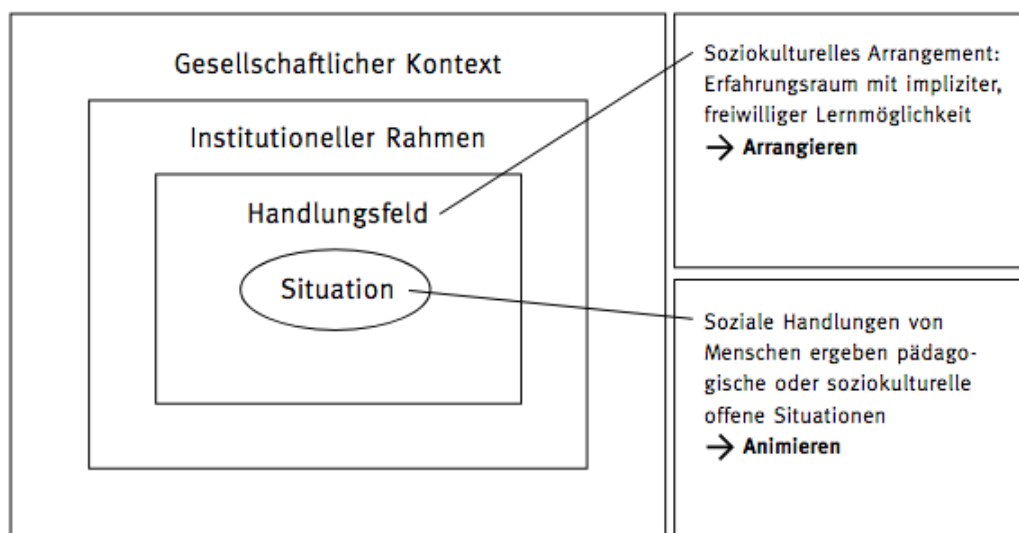 Gesellschaftlicher Kontext
Institutioneller Rahmen
Handlungsfeld
Situation
Soziokulturelles Arrangement:
Erfahrungsraum mit impliziter,
freiwilliger Lernmöglichkeit
→ Arrangieren
Soziale Handlungen von
Menschen ergeben pädago-
gische oder soziokulturelle
offene Situationen
→ Animieren